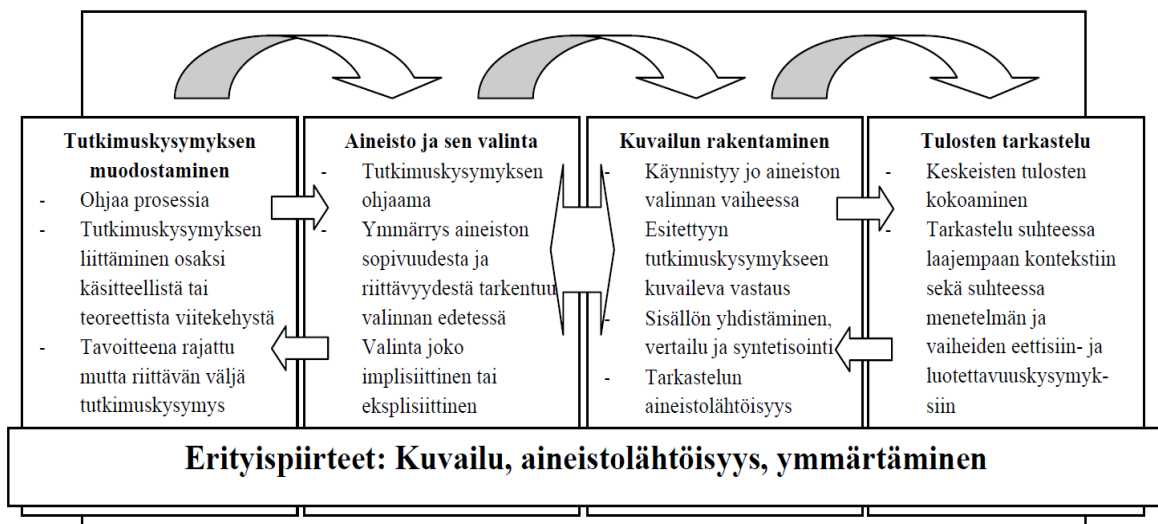 Tutkimuskysymyksen
muodostaminen
- Ohjaa prosessia
- Tutkimuskysymyksen
liittäminen osaksi
käsitteellistä tai
teoreettista viitekehystä
- Tavoitteena rajattu
mutta riittävän väljä
tutkimuskysymys
Aineisto ja sen valinta
- Tutkimuskysymyksen
ohjaama
- Ymmärrys aineiston
sopivuudesta ja
riittävyydestä tarkentuu
valinnan edetessä
- Valinta joko
implisiittinen tai
eksplisiittinen
Kuvailun rakentaminen
- Käynnistyy jo aineiston
valinnan vaiheessa
- Esitettyyn
tutkimuskysymykseen
kuvaileva vastaus
- Sisällön yhdistäminen,
vertailu ja syntetisointi
- Tarkastelun
aineistolähtöisyys
Tulosten tarkastelu
- Keskeisten tulosten
kokoaminen
- Tarkastelu suhteessa
laajempaan kontekstiin
sekä suhteessa
menetelmän ja
vaiheiden eettisiin- ja
luotettavuuskysymyk-
siin
Erityispiirteet: Kuvailu, aineistolähtöisyys, ymmärtäminen